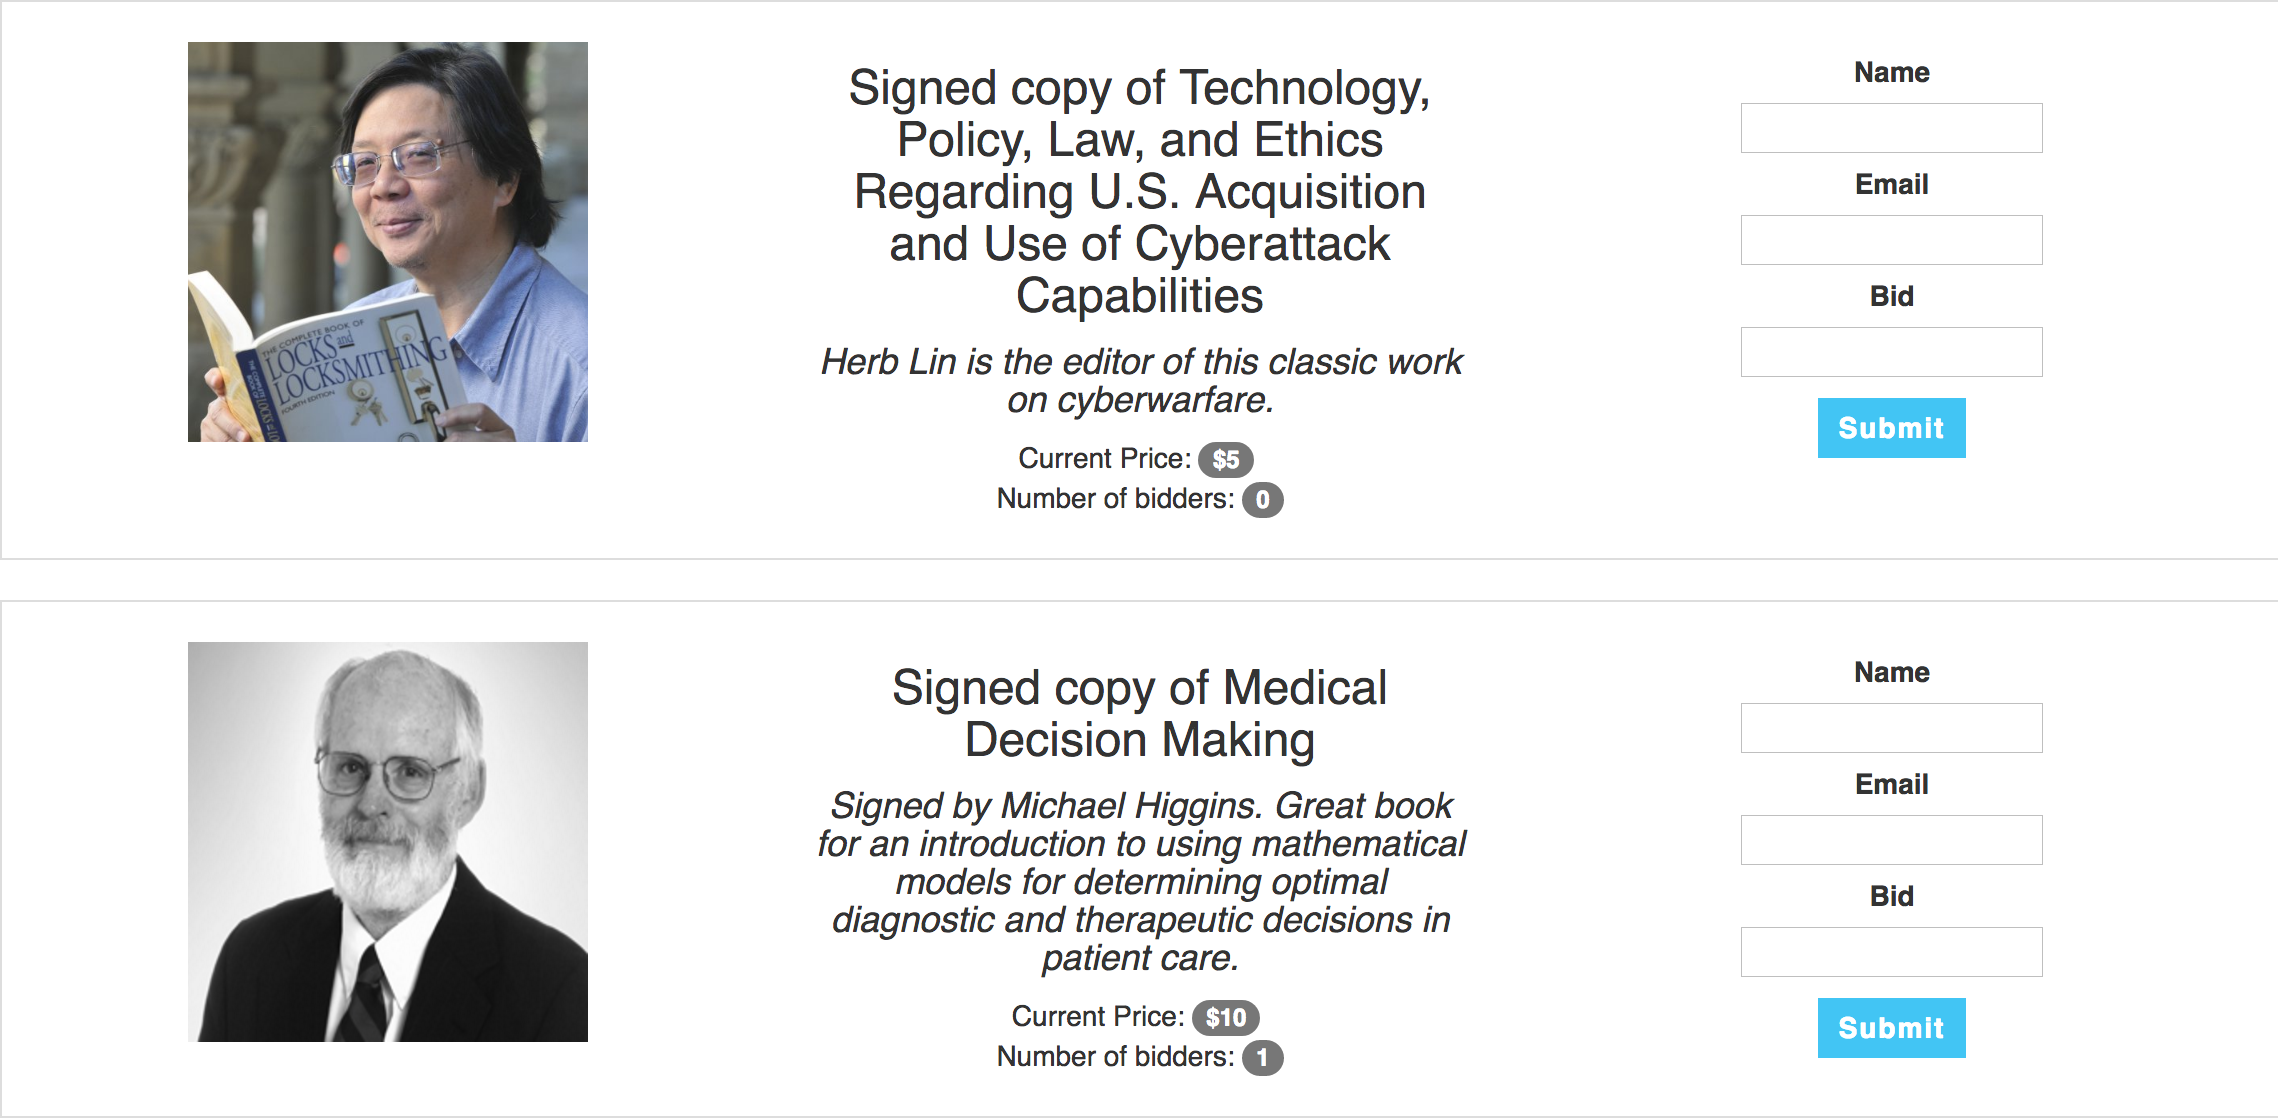 THE COMPLETE BOOK OF
LOCKS and
LOCKSMITHING
FOURTH EDITION
Signed copy of Technology,
Policy, Law, and Ethics
Regarding U.S. Acquisition
and Use of Cyberattack
Capabilities
Herb Lin is the editor of this classic work
on cyberwarfare.
Current Price: $5
Number of bidders: 0
Name
Email
Bid
Submit
Signed copy of Medical
Decision Making
Signed by Michael Higgins. Great book
for an introduction to using mathematical
models for determining optimal
diagnostic and therapeutic decisions in
patient care.
Current Price: $10
Number of bidders: 1
Name
Email
Bid
Submit